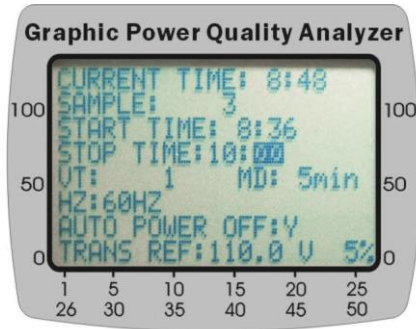 Graphic Power Quality Analyzer
CURRENT TIME: 8:48
SAMPLE: 3
START TIME: 8:36
STOP TIME:10:00
VT: 1 MD: 5min
HZ:60HZ
AUTO POWER OFF:Y
TRANS REF:110.0 V 5%
100 100
50 50
0 0
1 5 10 15 20 25
26 30 35 40 45 50